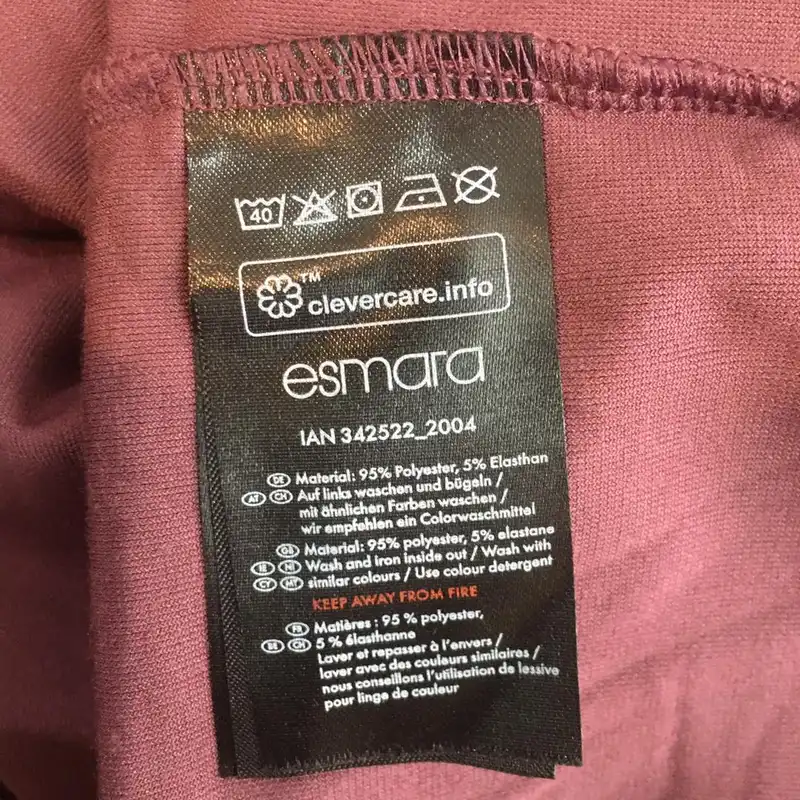 40
™
clevercare.info
esmara
IAN 342522_2004
DE Material: 95% Polyester, 5% Elasthan
AT CH Auf links waschen und bügeln /
mit ähnlichen Farben waschen /
wir empfehlen ein Colorwaschmittel
GB Material: 95% polyester, 5% elastane
IE NI Wash and iron inside out / Wash with
CY MT similar colours / Use colour detergent
KEEP AWAY FROM FIRE
FR Matières : 95 % polyester,
BE CH 5 % élasthanne
Laver et repasser à l'envers /
laver avec des couleurs similaires /
nous conseillons l'utilisation de lessive
pour linge de couleur